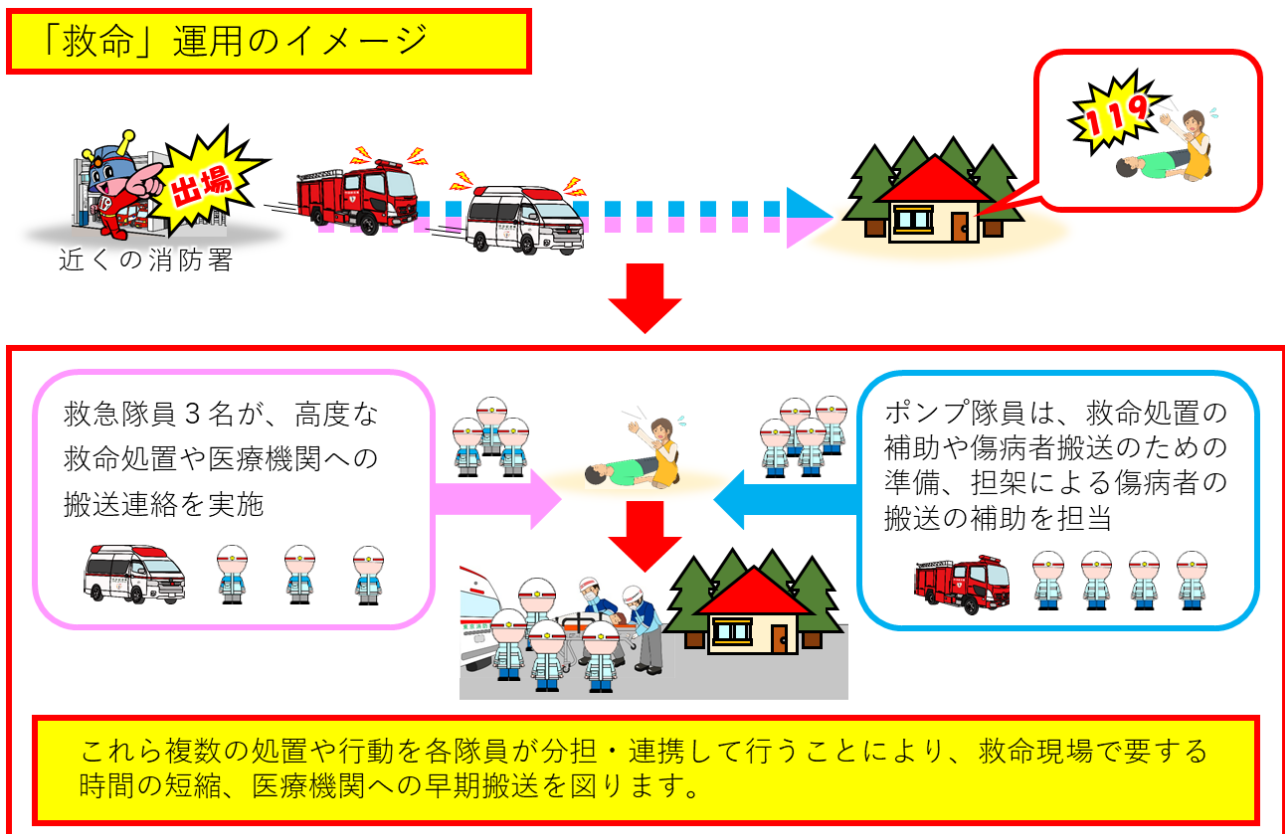 「救命」運用のイメージ
119
出場
近くの消防署
救急隊員３名が、高度な
救命処置や医療機関への
搬送連絡を実施
ポンプ隊員は、救命処置の
補助や傷病者搬送のための
準備、担架による傷病者の
搬送の補助を担当
これら複数の処置や行動を各隊員が分担・連携して行うことにより、救命現場で要する
時間の短縮、医療機関への早期搬送を図ります。